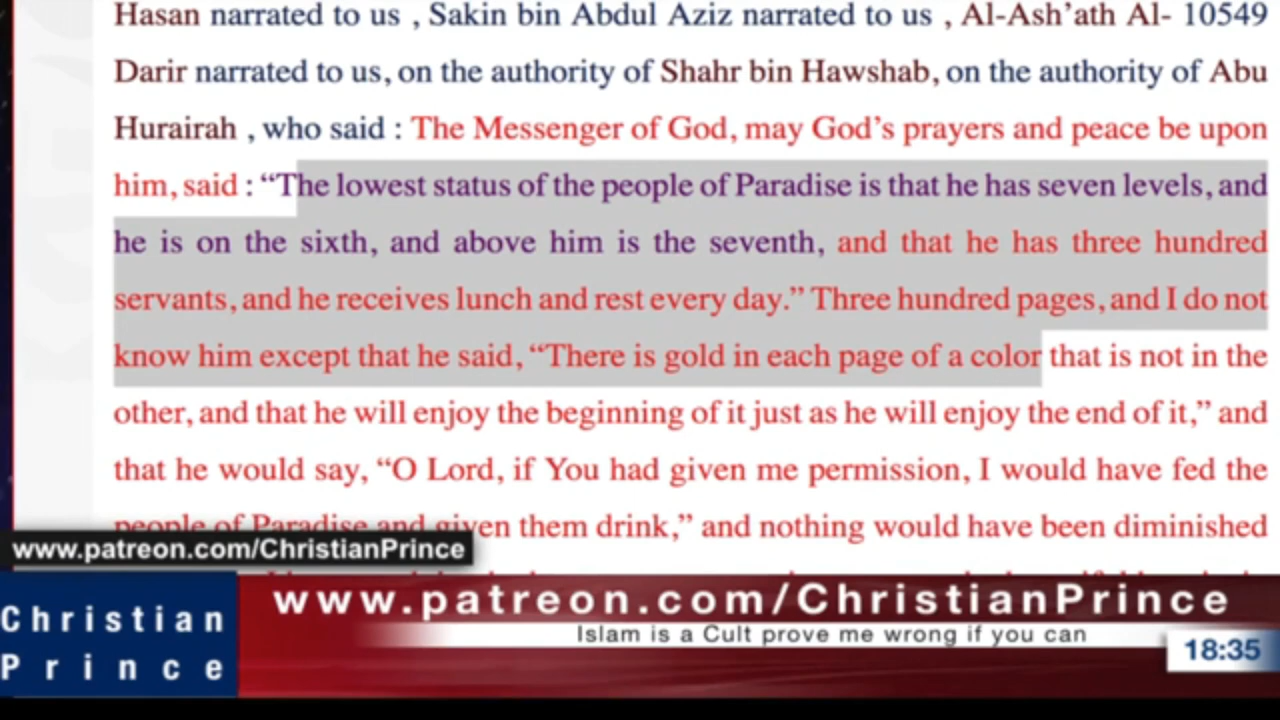 Hasan narrated to us , Sakin bin Abdul Aziz narrated to us , Al-Ash’ath Al- 10549
Darir narrated to us, on the authority of Shahr bin Hawshab, on the authority of Abu
Hurairah , who said : The Messenger of God, may God’s prayers and peace be upon
him, said : “The lowest status of the people of Paradise is that he has seven levels, and
he is on the sixth, and above him is the seventh, and that he has three hundred
servants, and he receives lunch and rest every day.” Three hundred pages, and I do not
know him except that he said, “There is gold in each page of a color that is not in the
other, and that he will enjoy the beginning of it just as he will enjoy the end of it,” and
that he would say, “O Lord, if You had given me permission, I would have fed the
people of Paradise and given them drink,” and nothing would have been diminished
www.patreon.com/ChristianPrince
www.patreon.com/ChristianPrince
Islam is a Cult prove me wrong if you can
Christian
Prince
18:35